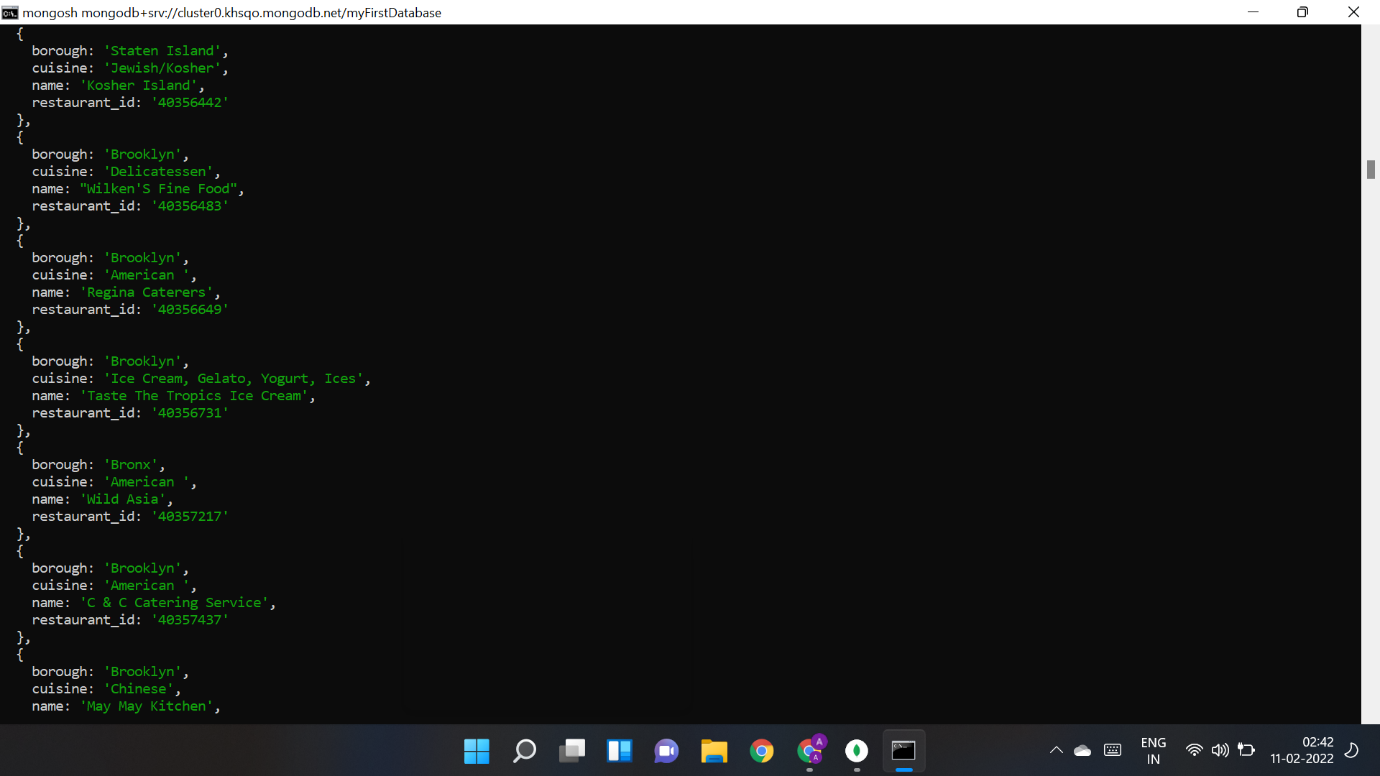 mongosh mongodb+srv://cluster0.khsqo.mongodb.net/myFirstDatabase
{
borough: 'Staten Island',
cuisine: 'Jewish/Kosher',
name: 'Kosher Island',
restaurant_id: '40356442'
},
{
borough: 'Brooklyn',
cuisine: 'Delicatessen',
name: "Wilken'S Fine Food",
restaurant_id: '40356483'
},
{
borough: 'Brooklyn',
cuisine: 'American ',
name: 'Regina Caterers',
restaurant_id: '40356649'
},
{
borough: 'Brooklyn',
cuisine: 'Ice Cream, Gelato, Yogurt, Ices',
name: 'Taste The Tropics Ice Cream',
restaurant_id: '40356731'
},
{
borough: 'Bronx',
cuisine: 'American ',
name: 'Wild Asia',
restaurant_id: '40357217'
},
{
borough: 'Brooklyn',
cuisine: 'American ',
name: 'C & C Catering Service',
restaurant_id: '40357437'
},
{
borough: 'Brooklyn',
cuisine: 'Chinese',
name: 'May May Kitchen',
A
A
ENG
IN
02:42
11-02-2022